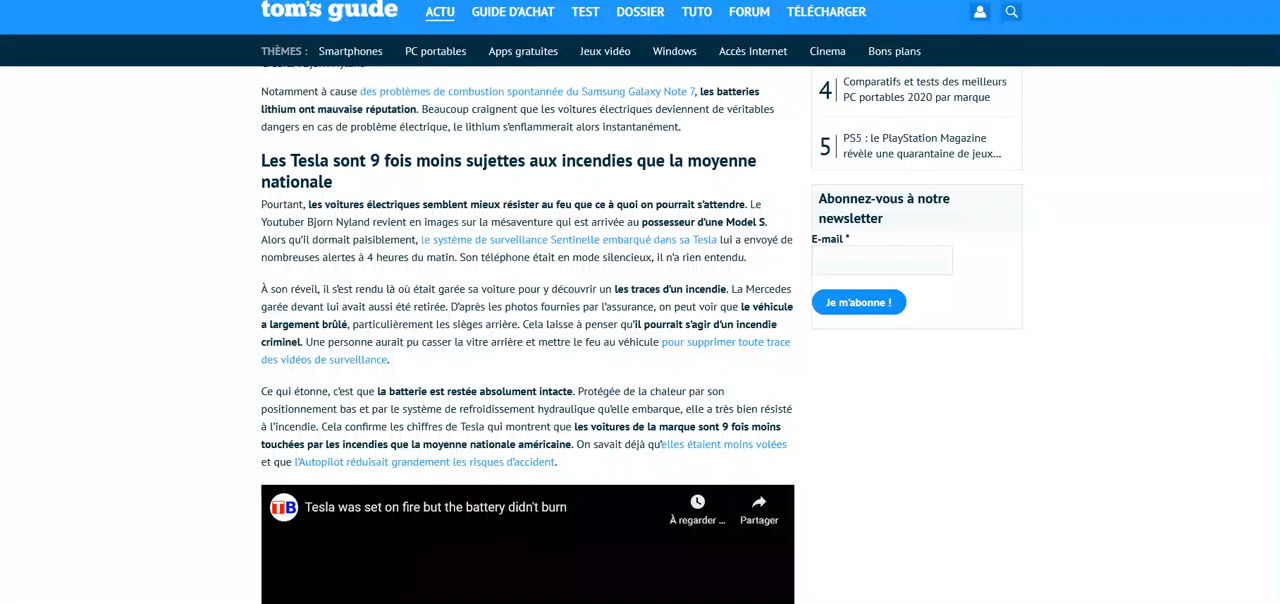 tom's guide
ACTU GUIDE D'ACHAT TEST DOSSIER TUTO FORUM TÉLÉCHARGER
THÈMES : Smartphones PC portables Apps gratuites Jeux vidéo Windows Accès Internet Cinema Bons plans
Notamment à cause des problèmes de combustion spontanée du Samsung Galaxy Note 7, les batteries
lithium ont mauvaise réputation. Beaucoup craignent que les voitures électriques deviennent de véritables
dangers en cas de problème électrique, le lithium s'enflammerait alors instantanément.
Les Tesla sont 9 fois moins sujettes aux incendies que la moyenne
nationale
Pourtant, les voitures électriques semblent mieux résister au feu que ce à quoi on pourrait s'attendre. Le
Youtuber Bjorn Nyland revient en images sur la mésaventure qui est arrivée au possesseur d'une Model S.
Alors qu'il dormait paisiblement, le système de surveillance Sentinelle embarqué dans sa Tesla lui a envoyé de
nombreuses alertes à 4 heures du matin. Son téléphone était en mode silencieux, il n'a rien entendu.
À son réveil, il s'est rendu là où était garée sa voiture pour y découvrir un les traces d'un incendie. La Mercedes
garée devant lui avait aussi été retirée. D'après les photos fournies par l'assurance, on peut voir que le véhicule
a largement brûlé, particulièrement les sièges arrière. Cela laisse à penser qu'il pourrait s'agir d'un incendie
criminel. Une personne aurait pu casser la vitre arrière et mettre le feu au véhicule pour supprimer toute trace
des vidéos de surveillance.
Ce qui étonne, c'est que la batterie est restée absolument intacte. Protégée de la chaleur par son
positionnement bas et par le système de refroidissement hydraulique qu'elle embarque, elle a très bien résisté
à l'incendie. Cela confirme les chiffres de Tesla qui montrent que les voitures de la marque sont 9 fois moins
touchées par les incendies que la moyenne nationale américaine. On savait déjà qu'elles étaient moins volées
et que l'Autopilot réduisait grandement les risques d'accident.
TB Tesla was set on fire but the battery didn't burn
À regarder ... Partager
4 Comparatifs et tests des meilleurs
PC portables 2020 par marque
5 PS5 : le PlayStation Magazine
révèle une quarantaine de jeux...
Abonnez-vous à notre
newsletter
E-mail *
Je m'abonne !